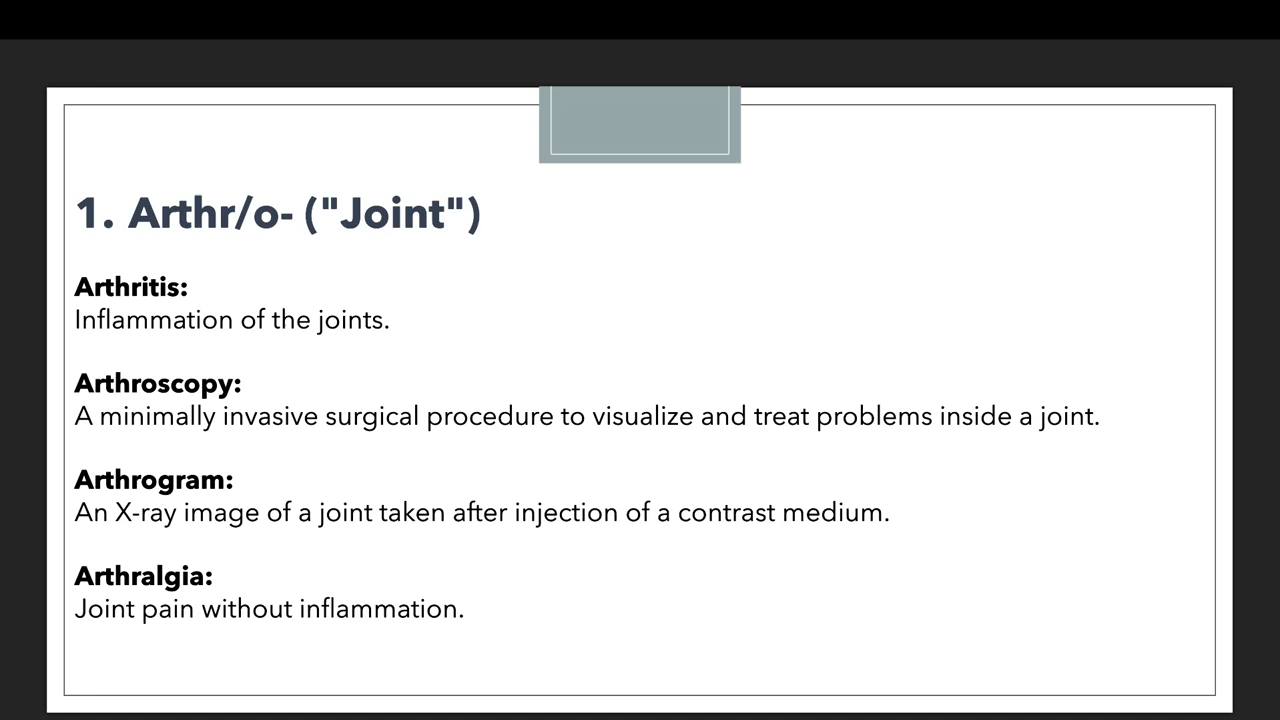 1. Arthr/o- ("Joint")
Arthritis:
Inflammation of the joints.
Arthroscopy:
A minimally invasive surgical procedure to visualize and treat problems inside a joint.
Arthrogram:
An X-ray image of a joint taken after injection of a contrast medium.
Arthralgia:
Joint pain without inflammation.